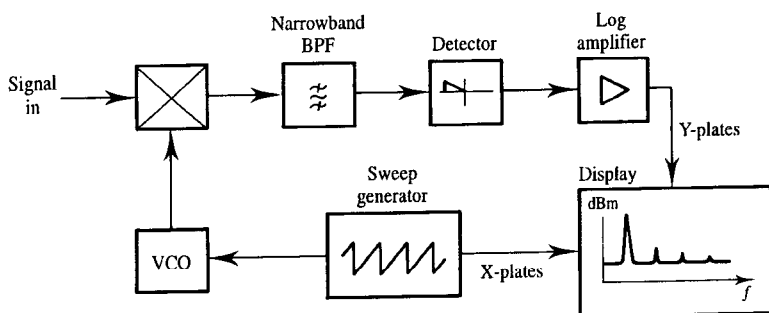 Narrowband
BPF
Detector
Log
amplifier
Signal
in
Y-plates
Display
dBm
f
Sweep
generator
VCO
X-plates